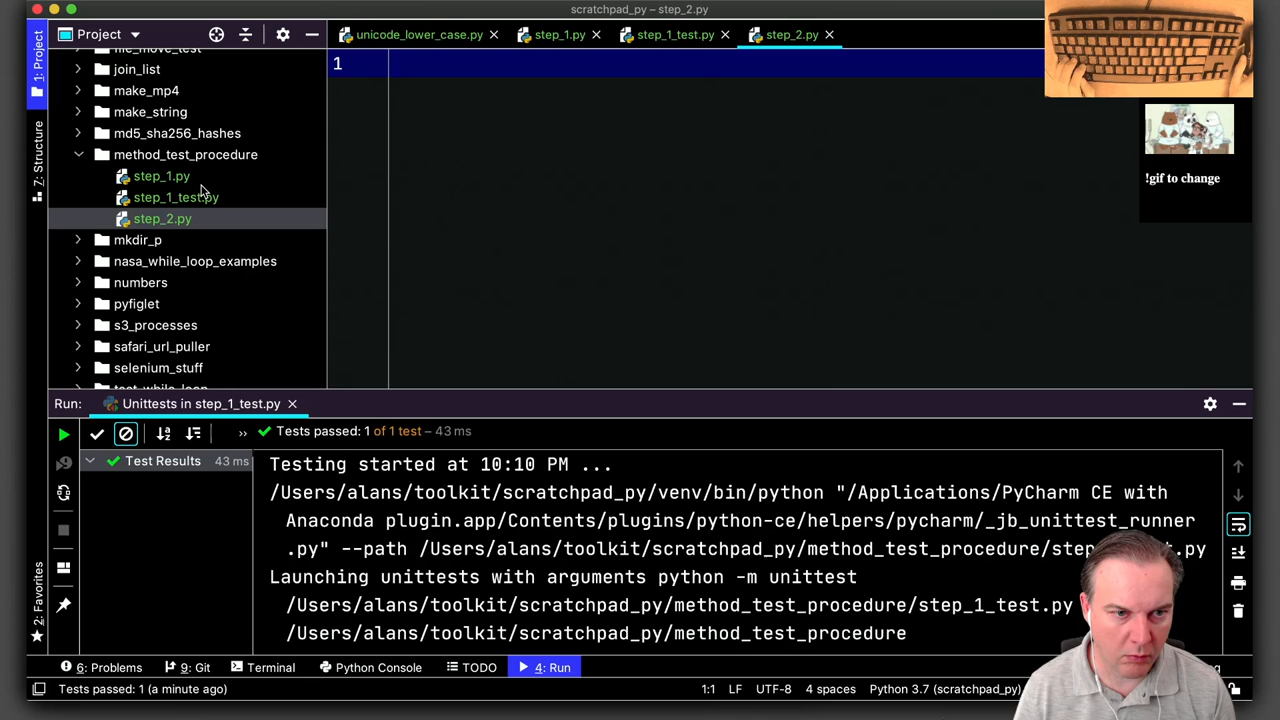 scratchpad_py – step_2.py
1: Project
7: Structure
2: Favorites
Project
unicode_lower_case.py
step_1.py
step_1_test.py
step_2.py
join_list
make_mp4
make_string
md5_sha256_hashes
method_test_procedure
step_1.py
step_1_test.py
step_2.py
mkdir_p
nasa_while_loop_examples
numbers
pyfiglet
s3_processes
safari_url_puller
selenium_stuff
1
!gif to change
Run:
Unittests in step_1_test.py
Tests passed: 1 of 1 test – 43 ms
Test Results 43 ms
Testing started at 10:10 PM ...
/Users/alans/toolkit/scratchpad_py/venv/bin/python "/Applications/PyCharm CE with
Anaconda plugin.app/Contents/plugins/python-ce/helpers/pycharm/_jb_unittest_runner
.py" --path /Users/alans/toolkit/scratchpad_py/method_test_procedure/
Launching unittests with arguments python -m unittest
/Users/alans/toolkit/scratchpad_py/method_test_procedure/step_1_test.py
/Users/alans/toolkit/scratchpad_py/method_test_procedure
6: Problems
9: Git
Terminal
Python Console
TODO
4: Run
Tests passed: 1 (a minute ago)
1:1
LF
UTF-8
4 spaces
Python 3.7 (scratchpad_py)